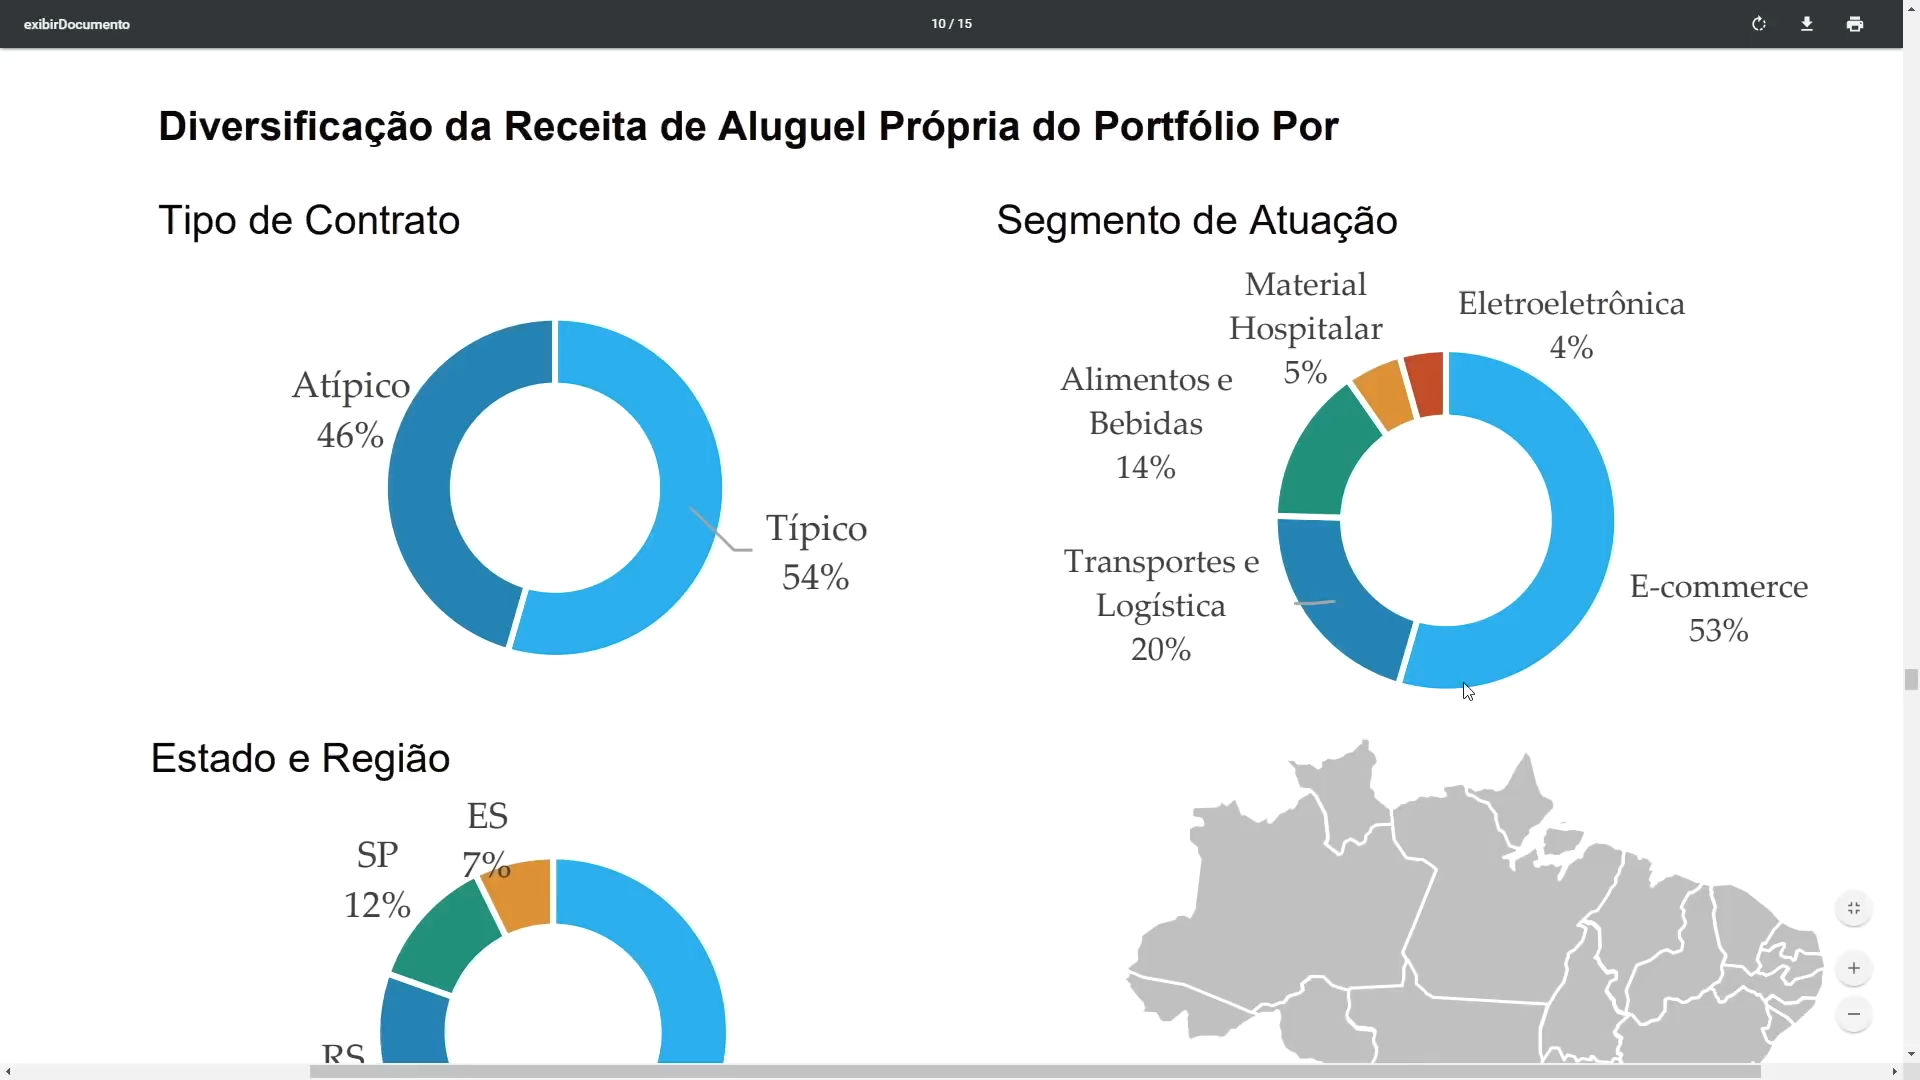 exibirDocumento
10 / 15
Diversificação da Receita de Aluguel Própria do Portfólio Por
Tipo de Contrato
Atípico
46%
Típico
54%
Segmento de Atuação
Material
Hospitalar
5%
Eletroeletrônica
4%
Alimentos e
Bebidas
14%
Transportes e
Logística
20%
E-commerce
53%
Estado e Região
ES
7%
SP
12%
RS